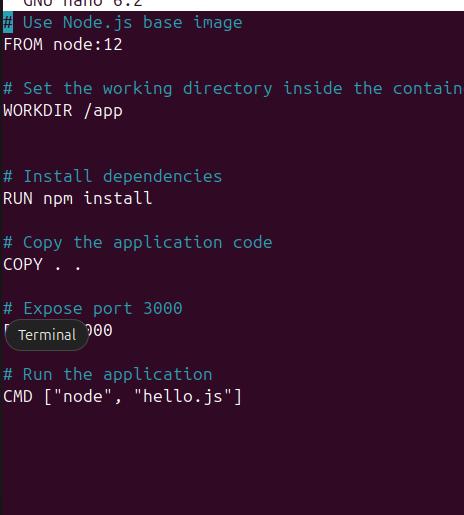 GNU nano 6.2
# Use Node.js base image
FROM node:12
# Set the working directory inside the contain
WORKDIR /app
# Install dependencies
RUN npm install
# Copy the application code
COPY . .
# Expose port 3000
Terminal
000
# Run the application
CMD ["node", "hello.js"]